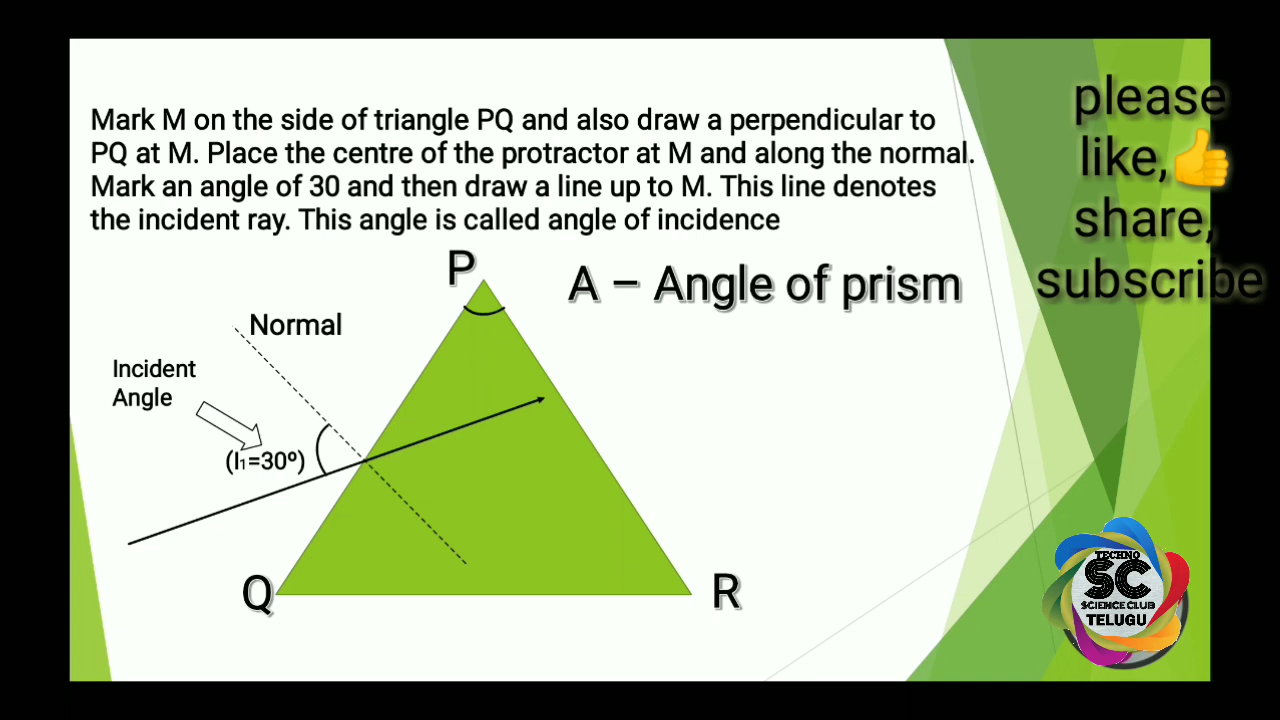 Mark M on the side of triangle PQ and also draw a perpendicular to
PQ at M. Place the centre of the protractor at M and along the normal.
Mark an angle of 30 and then draw a line up to M. This line denotes
the incident ray. This angle is called angle of incidence
please
like,👍
share,
subscribe
P
A – Angle of prism
Normal
Incident
Angle
(I₁=30º)
Q
R
TECHNO
SC
SCIENCE CLUB
TELUGU